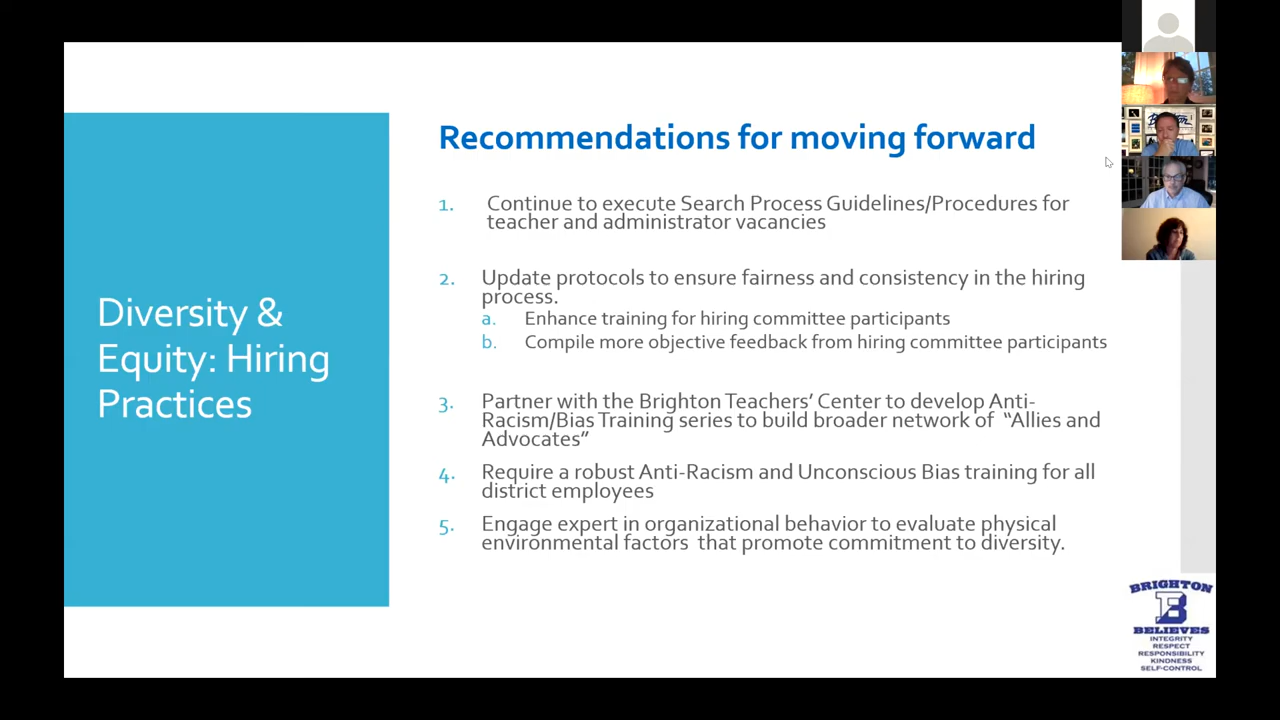 Diversity &
Equity: Hiring
Practices
Recommendations for moving forward
1. Continue to execute Search Process Guidelines/Procedures for
teacher and administrator vacancies
2. Update protocols to ensure fairness and consistency in the hiring
process.
a. Enhance training for hiring committee participants
b. Compile more objective feedback from hiring committee participants
3. Partner with the Brighton Teachers’ Center to develop Anti-
Racism/Bias Training series to build broader network of “Allies and
Advocates”
4. Require a robust Anti-Racism and Unconscious Bias training for all
district employees
5. Engage expert in organizational behavior to evaluate physical
environmental factors that promote commitment to diversity.
BRIGHTON
B
BELIEVES
INTEGRITY
RESPECT
RESPONSIBILITY
KINDNESS
SELF-CONTROL